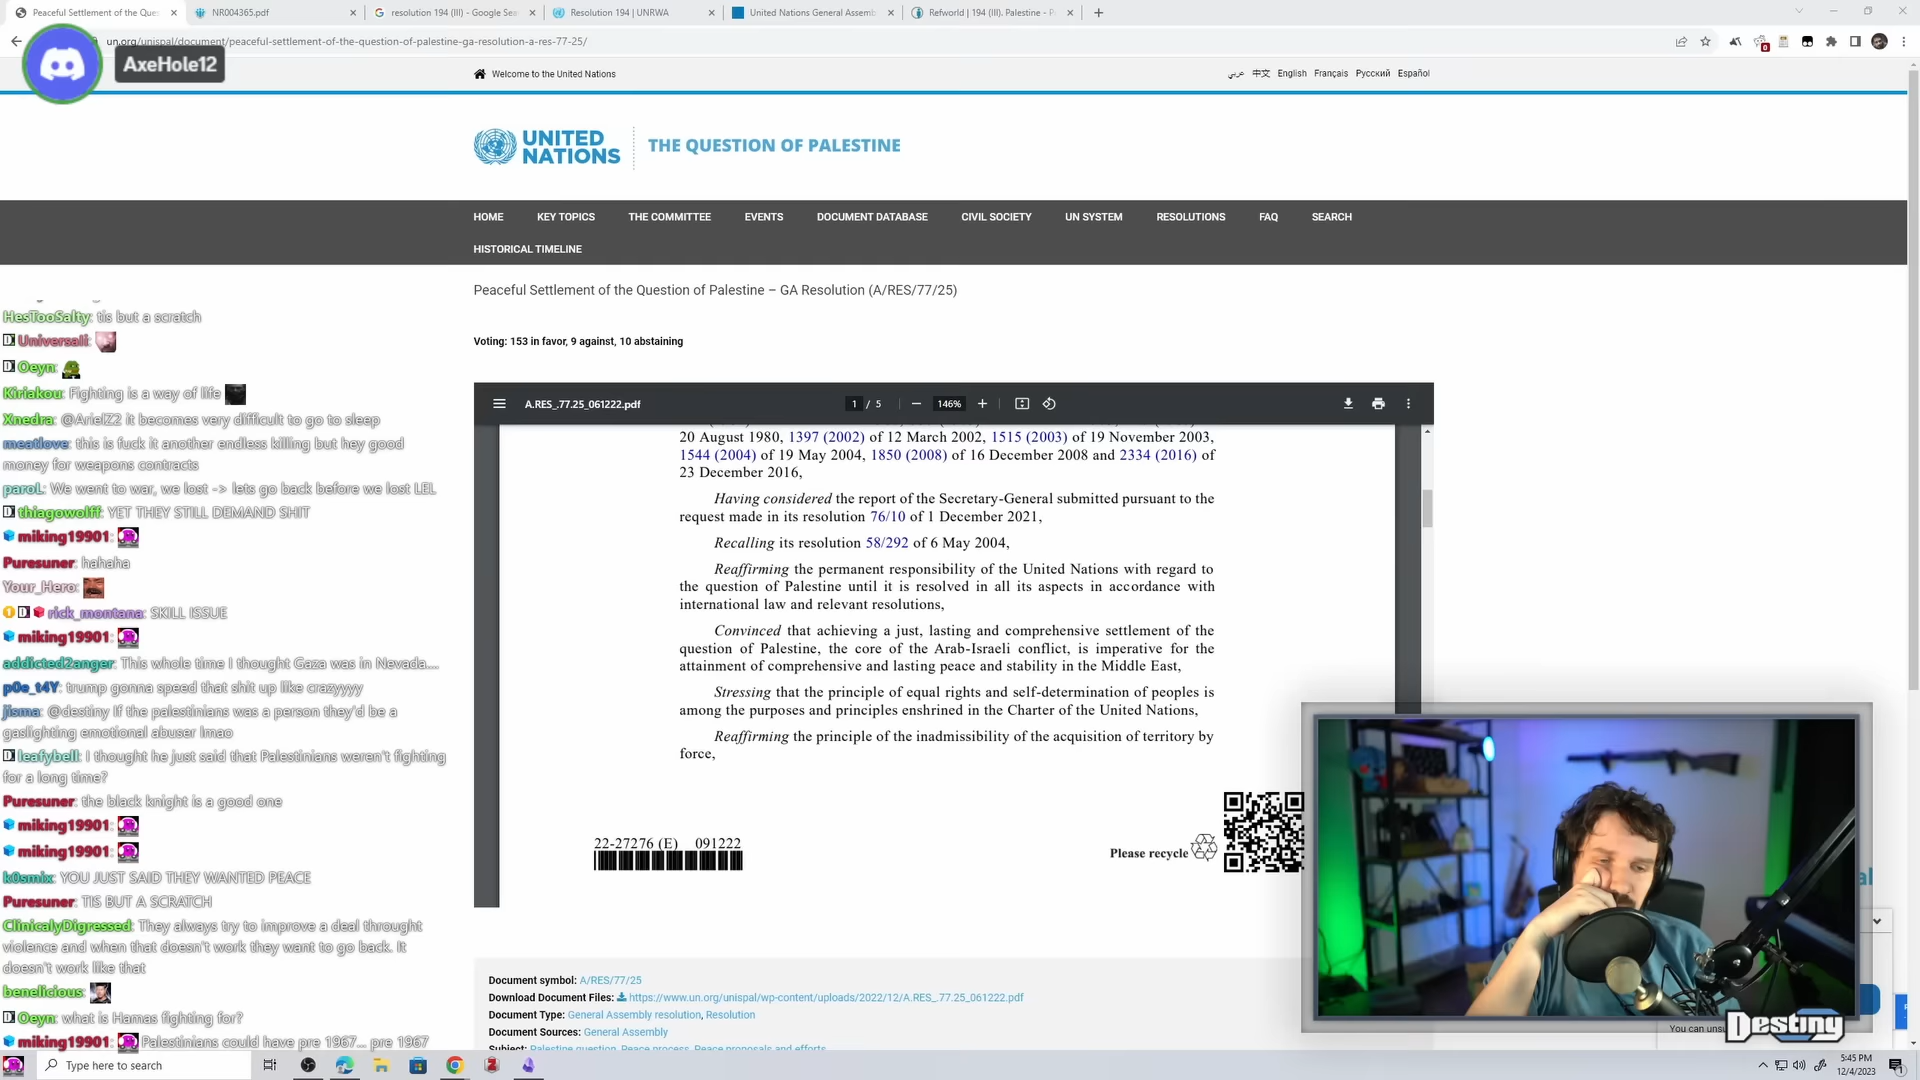 Peaceful Settlement of the Ques
NR004365.pdf
resolution 194 (III) - Google Sea
Resolution 194 | UNRWA
United Nations General Assemb
Refworld | 194 (III). Palestine - P
un.org/unispal/document/peaceful-settlement-of-the-question-of-palestine-ga-resolution-a-res-77-25/
AxeHole12
Welcome to the United Nations
عربي 中文 English Français Русский Español
UNITED NATIONS
THE QUESTION OF PALESTINE
HOME KEY TOPICS THE COMMITTEE EVENTS DOCUMENT DATABASE CIVIL SOCIETY UN SYSTEM RESOLUTIONS FAQ SEARCH
HISTORICAL TIMELINE
Peaceful Settlement of the Question of Palestine – GA Resolution (A/RES/77/25)
Voting: 153 in favor, 9 against, 10 abstaining
A.RES_.77.25_061222.pdf 1 / 5 146%
20 August 1980, 1397 (2002) of 12 March 2002, 1515 (2003) of 19 November 2003,
1544 (2004) of 19 May 2004, 1850 (2008) of 16 December 2008 and 2334 (2016) of
23 December 2016,
Having considered the report of the Secretary-General submitted pursuant to the
request made in its resolution 76/10 of 1 December 2021,
Recalling its resolution 58/292 of 6 May 2004,
Reaffirming the permanent responsibility of the United Nations with regard to
the question of Palestine until it is resolved in all its aspects in accordance with
international law and relevant resolutions,
Convinced that achieving a just, lasting and comprehensive settlement of the
question of Palestine, the core of the Arab-Israeli conflict, is imperative for the
attainment of comprehensive and lasting peace and stability in the Middle East,
Stressing that the principle of equal rights and self-determination of peoples is
among the purposes and principles enshrined in the Charter of the United Nations,
Reaffirming the principle of the inadmissibility of the acquisition of territory by
force,
22-27276 (E) 091222
Please recycle
Document symbol: A/RES/77/25
Download Document Files: https://www.un.org/unispal/wp-content/uploads/2022/12/A.RES_.77.25_061222.pdf
Document Type: General Assembly resolution, Resolution
Document Sources: General Assembly
Subject: Palestine question, Peace process, Peace proposals and efforts
HesTooSalty: tis but a scratch
Universali:
Oeyn:
Kiriakou: Fighting is a way of life
Xnedra: @ArielZ2 it becomes very difficult to go to sleep
meatlove: this is fuck it another endless killing but hey good
money for weapons contracts
paroL: We went to war, we lost -> lets go back before we lost LEL
thiagowolff: YET THEY STILL DEMAND SHIT
miking19901:
Puresuner: hahaha
Your_Hero:
rick_montana: SKILL ISSUE
miking19901:
addicted2anger: This whole time I thought Gaza was in Nevada....
p0e_t4Y: trump gonna speed that shit up like crazyyyy
jisma: @destiny If the palestinians was a person they'd be a
gaslighting emotional abuser lmao
leafybell: I thought he just said that Palestinians weren't fighting
for a long time?
Puresuner: the black knight is a good one
miking19901:
miking19901:
k0smix: YOU JUST SAID THEY WANTED PEACE
Puresuner: TIS BUT A SCRATCH
ClinicalyDigressed: They always try to improve a deal throught
violence and when that doesn't work they want to go back. It
doesn't work like that
benelicious:
Oeyn: what is Hamas fighting for?
miking19901: Palestinians could have pre 1967... pre 1967
al
You can unsu
Destiny
Type here to search
5:45 PM
12/4/2023